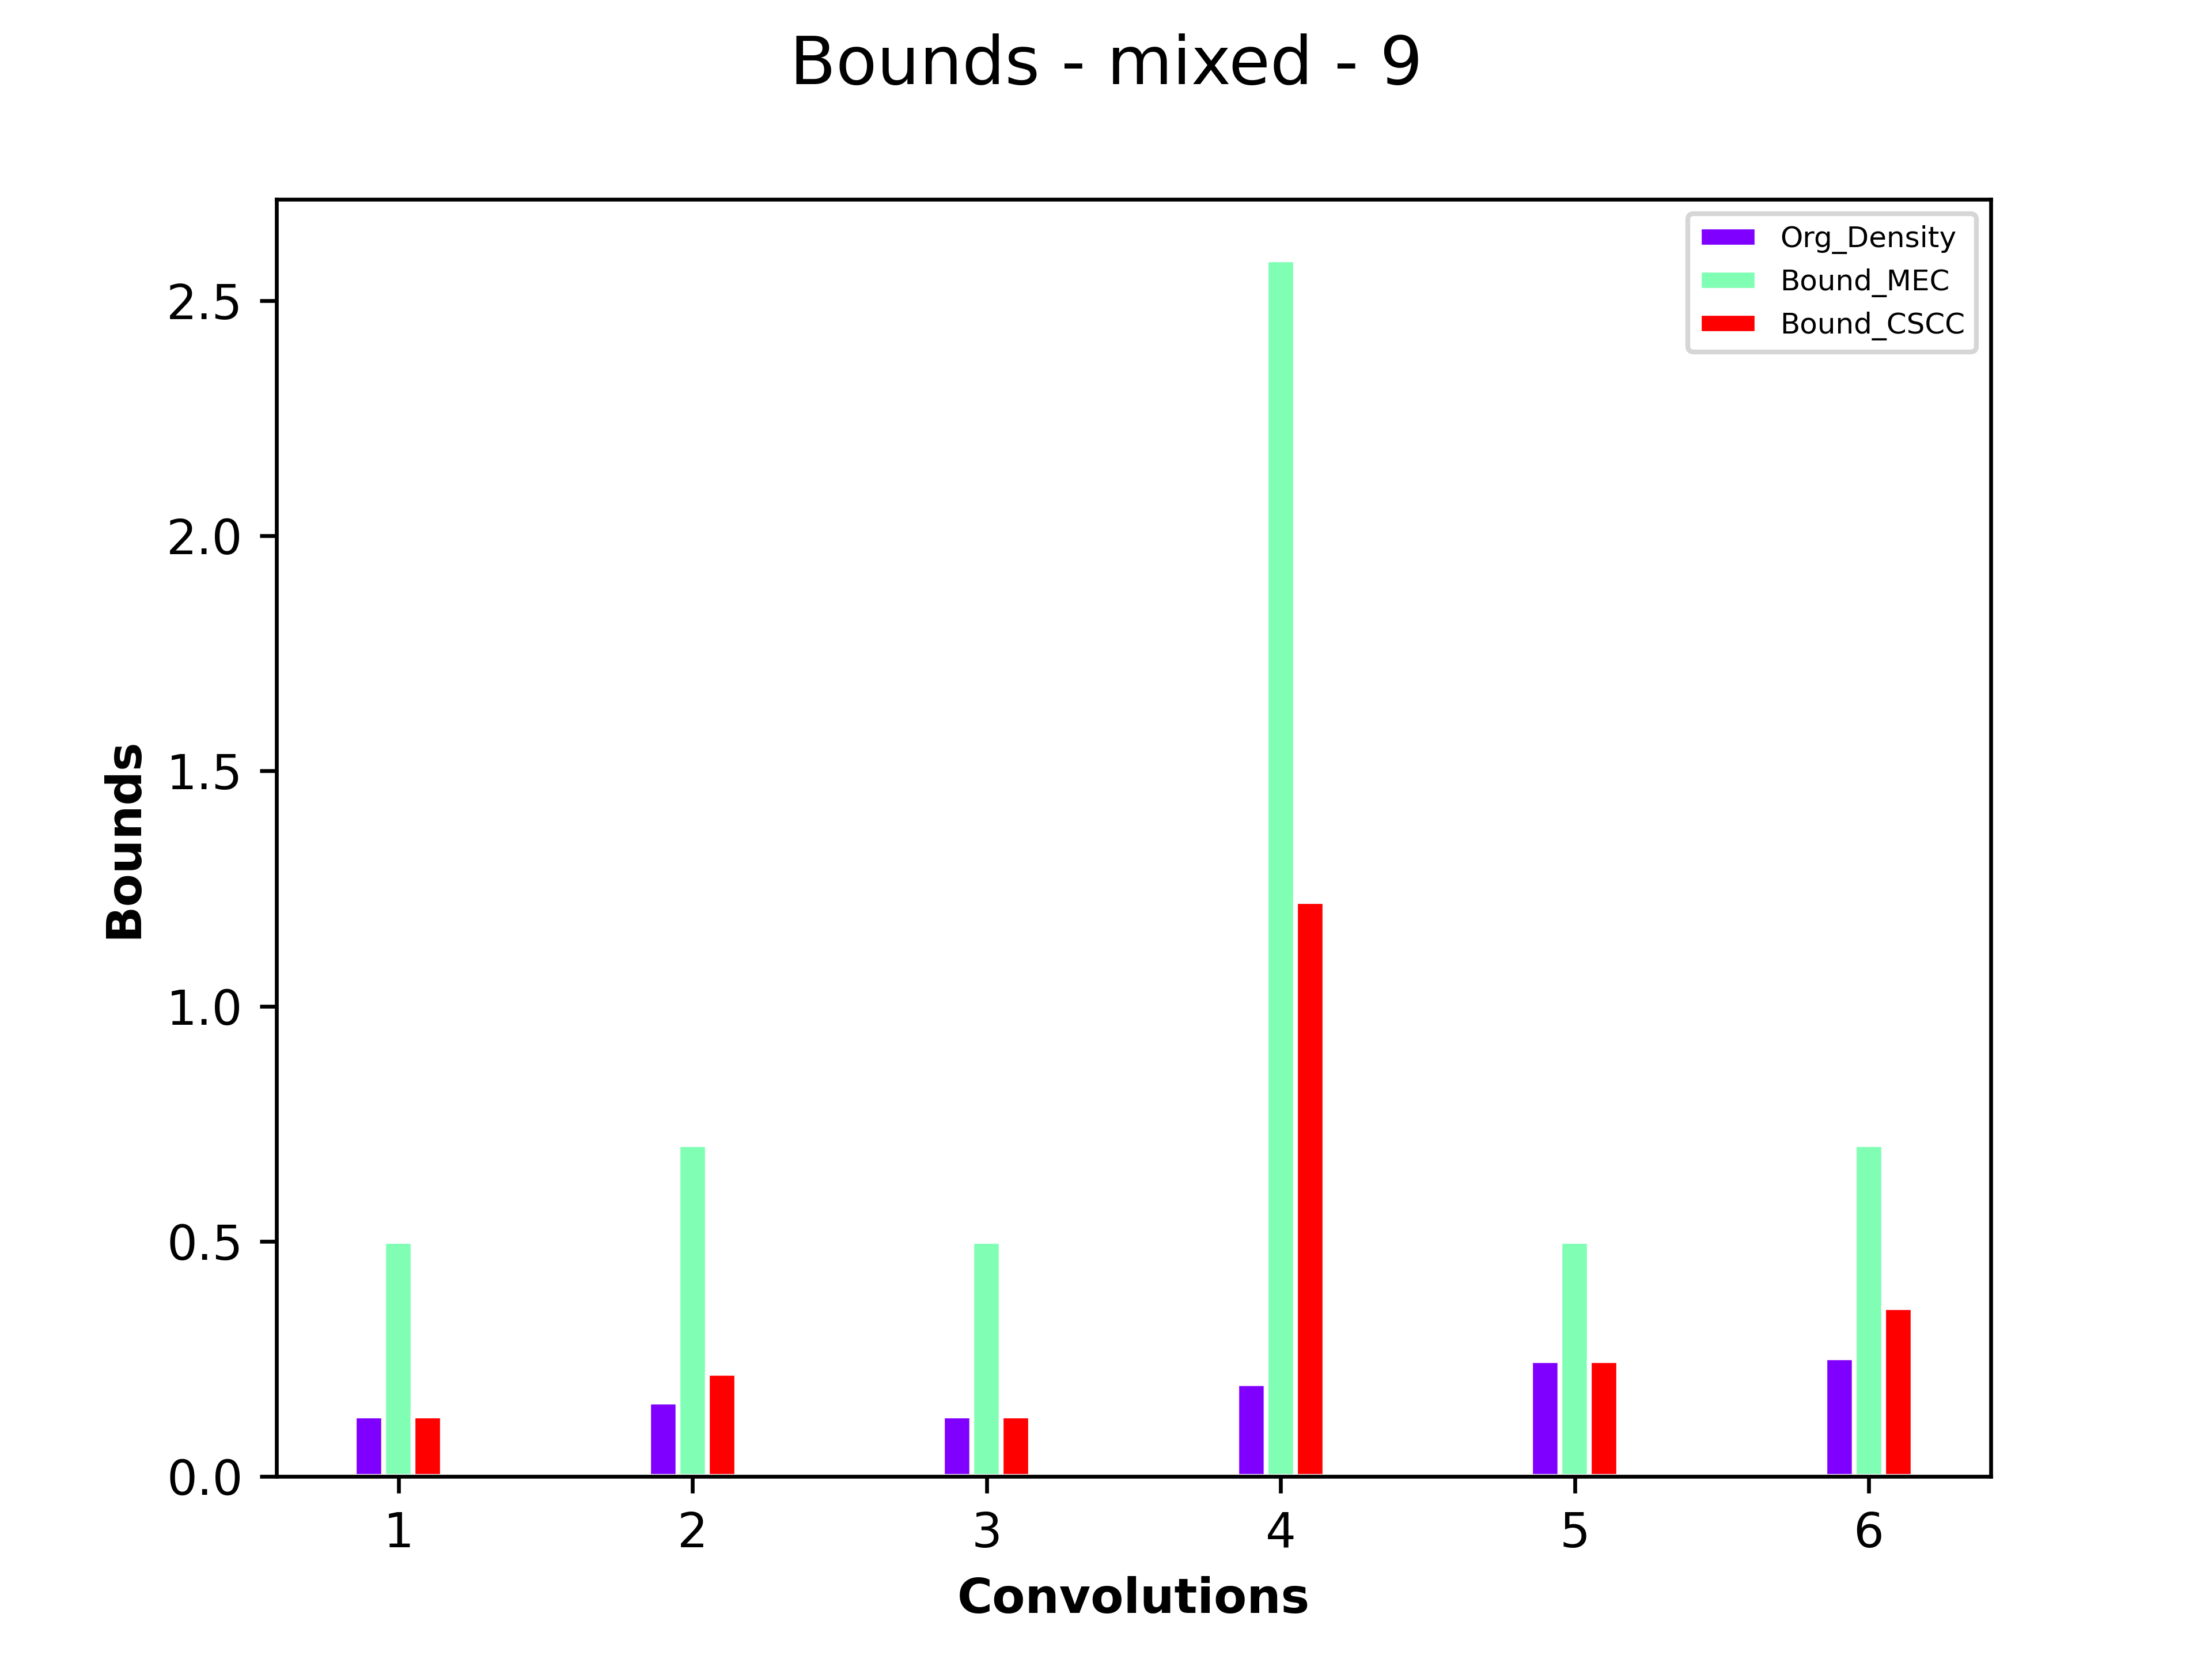 Bounds - mixed - 9
Org_Density
Bound_MEC
Bound_CSCC
2.5
2.0
1.5
1.0
0.5
0.0
Bounds
1 2 3 4 5 6
Convolutions